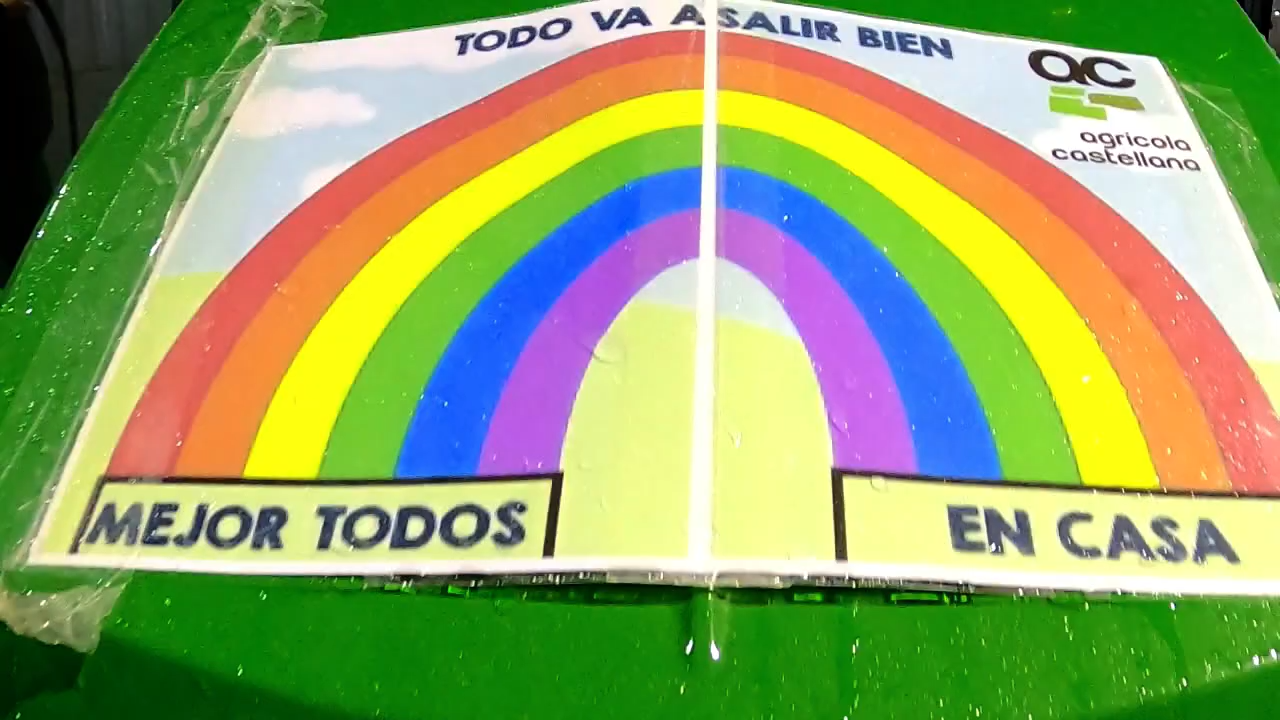 TODO VA A SALIR BIEN
ac
agricola
castellana
MEJOR TODOS
EN CASA